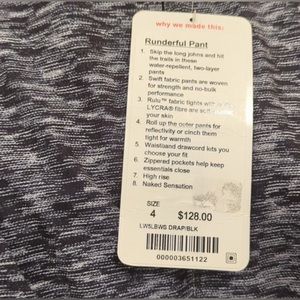 why we made this:
Runderful Pant
1. Skip the long johns and hit
the trails in these
water-repellent, two-layer
pants
2. Swift fabric pants are woven
for strength and no-bulk
performance
3. Rulu™ fabric tights with
LYCRA® fibre are soft
your skin
4. Roll up the outer pants for
reflectivity or cinch them
tight for warmth
5. Waistband drawcord kits you
choose your fit
6. Zippered pockets help keep
essentials close
7. High rise
8. Naked Sensation
SIZE
4 $128.00
LW5LBWS DRAP/BLK
000003651122